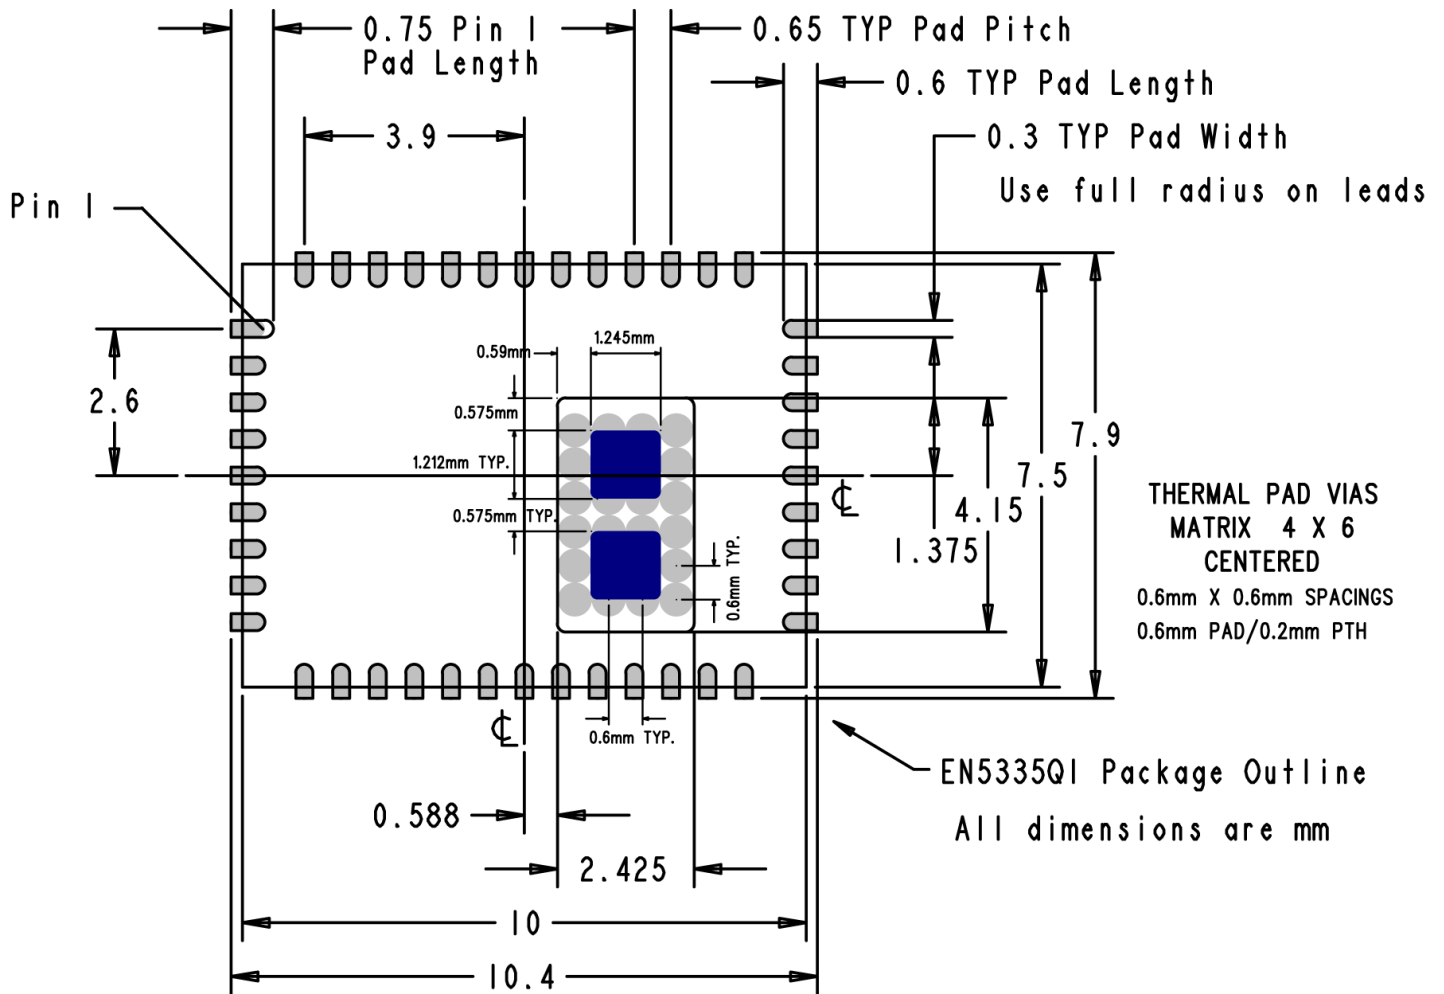 0.75 Pin 1
Pad Length
0.65 TYP Pad Pitch
0.6 TYP Pad Length
3.9
0.3 TYP Pad Width
Use full radius on leads
Pin 1
1.245mm
0.59mm
2.6
0.575mm
7.9
1.212mm TYP.
7.5
℄
0.575mm TYP.
4.15
1.375
0.6mm TYP.
THERMAL PAD VIAS
MATRIX 4 X 6
CENTERED
0.6mm X 0.6mm SPACINGS
0.6mm PAD/0.2mm PTH
℄
0.6mm TYP.
EN5335QI Package Outline
All dimensions are mm
0.588
2.425
10
10.4